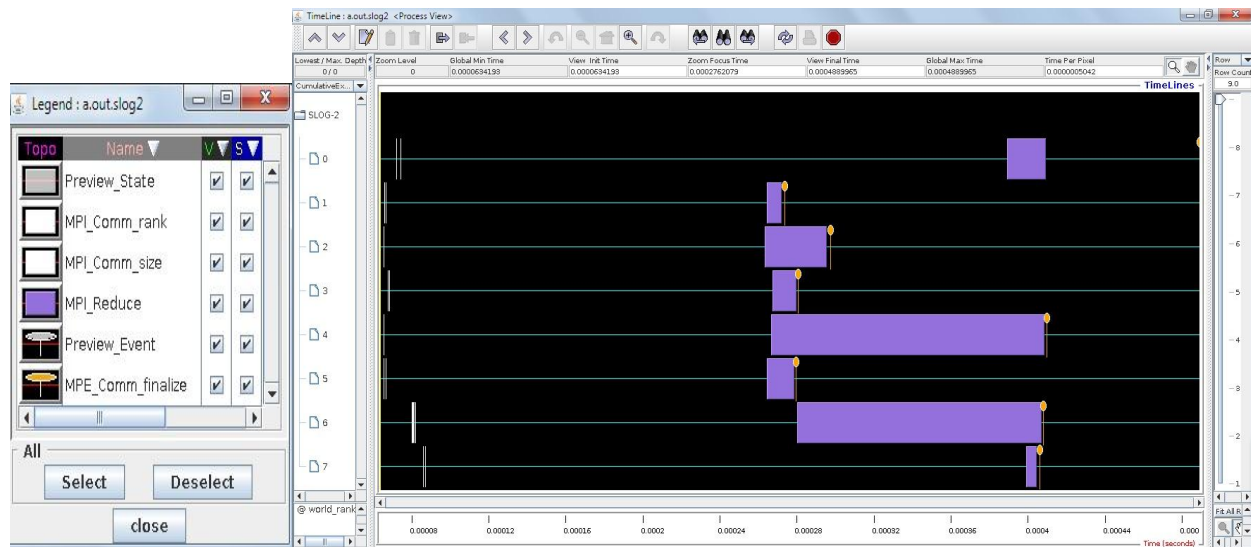 TimeLine : a.out.slog2 <Process View>
Lowest / Max. Depth
0 / 0
Zoom Level
0
Global Min Time
0.0000634193
View Init Time
0.0000634193
Zoom Focus Time
0.0002762079
View Final Time
0.0004889965
Global Max Time
0.0004889965
Time Per Pixel
0.0000005042
Row
Row Count
9.0
CumulativeEx...
TimeLines
SLOG-2
0
1
2
3
4
5
6
7
8
7
6
5
4
3
2
1
@ world_rank
Fit All R
0.00008
0.00012
0.00016
0.0002
0.00024
0.00028
0.00032
0.00036
0.0004
0.00044
0.000
Time (seconds)
Legend : a.out.slog2
Topo Name V S
Preview_State
MPI_Comm_rank
MPI_Comm_size
MPI_Reduce
Preview_Event
MPE_Comm_finalize
All
Select Deselect
close